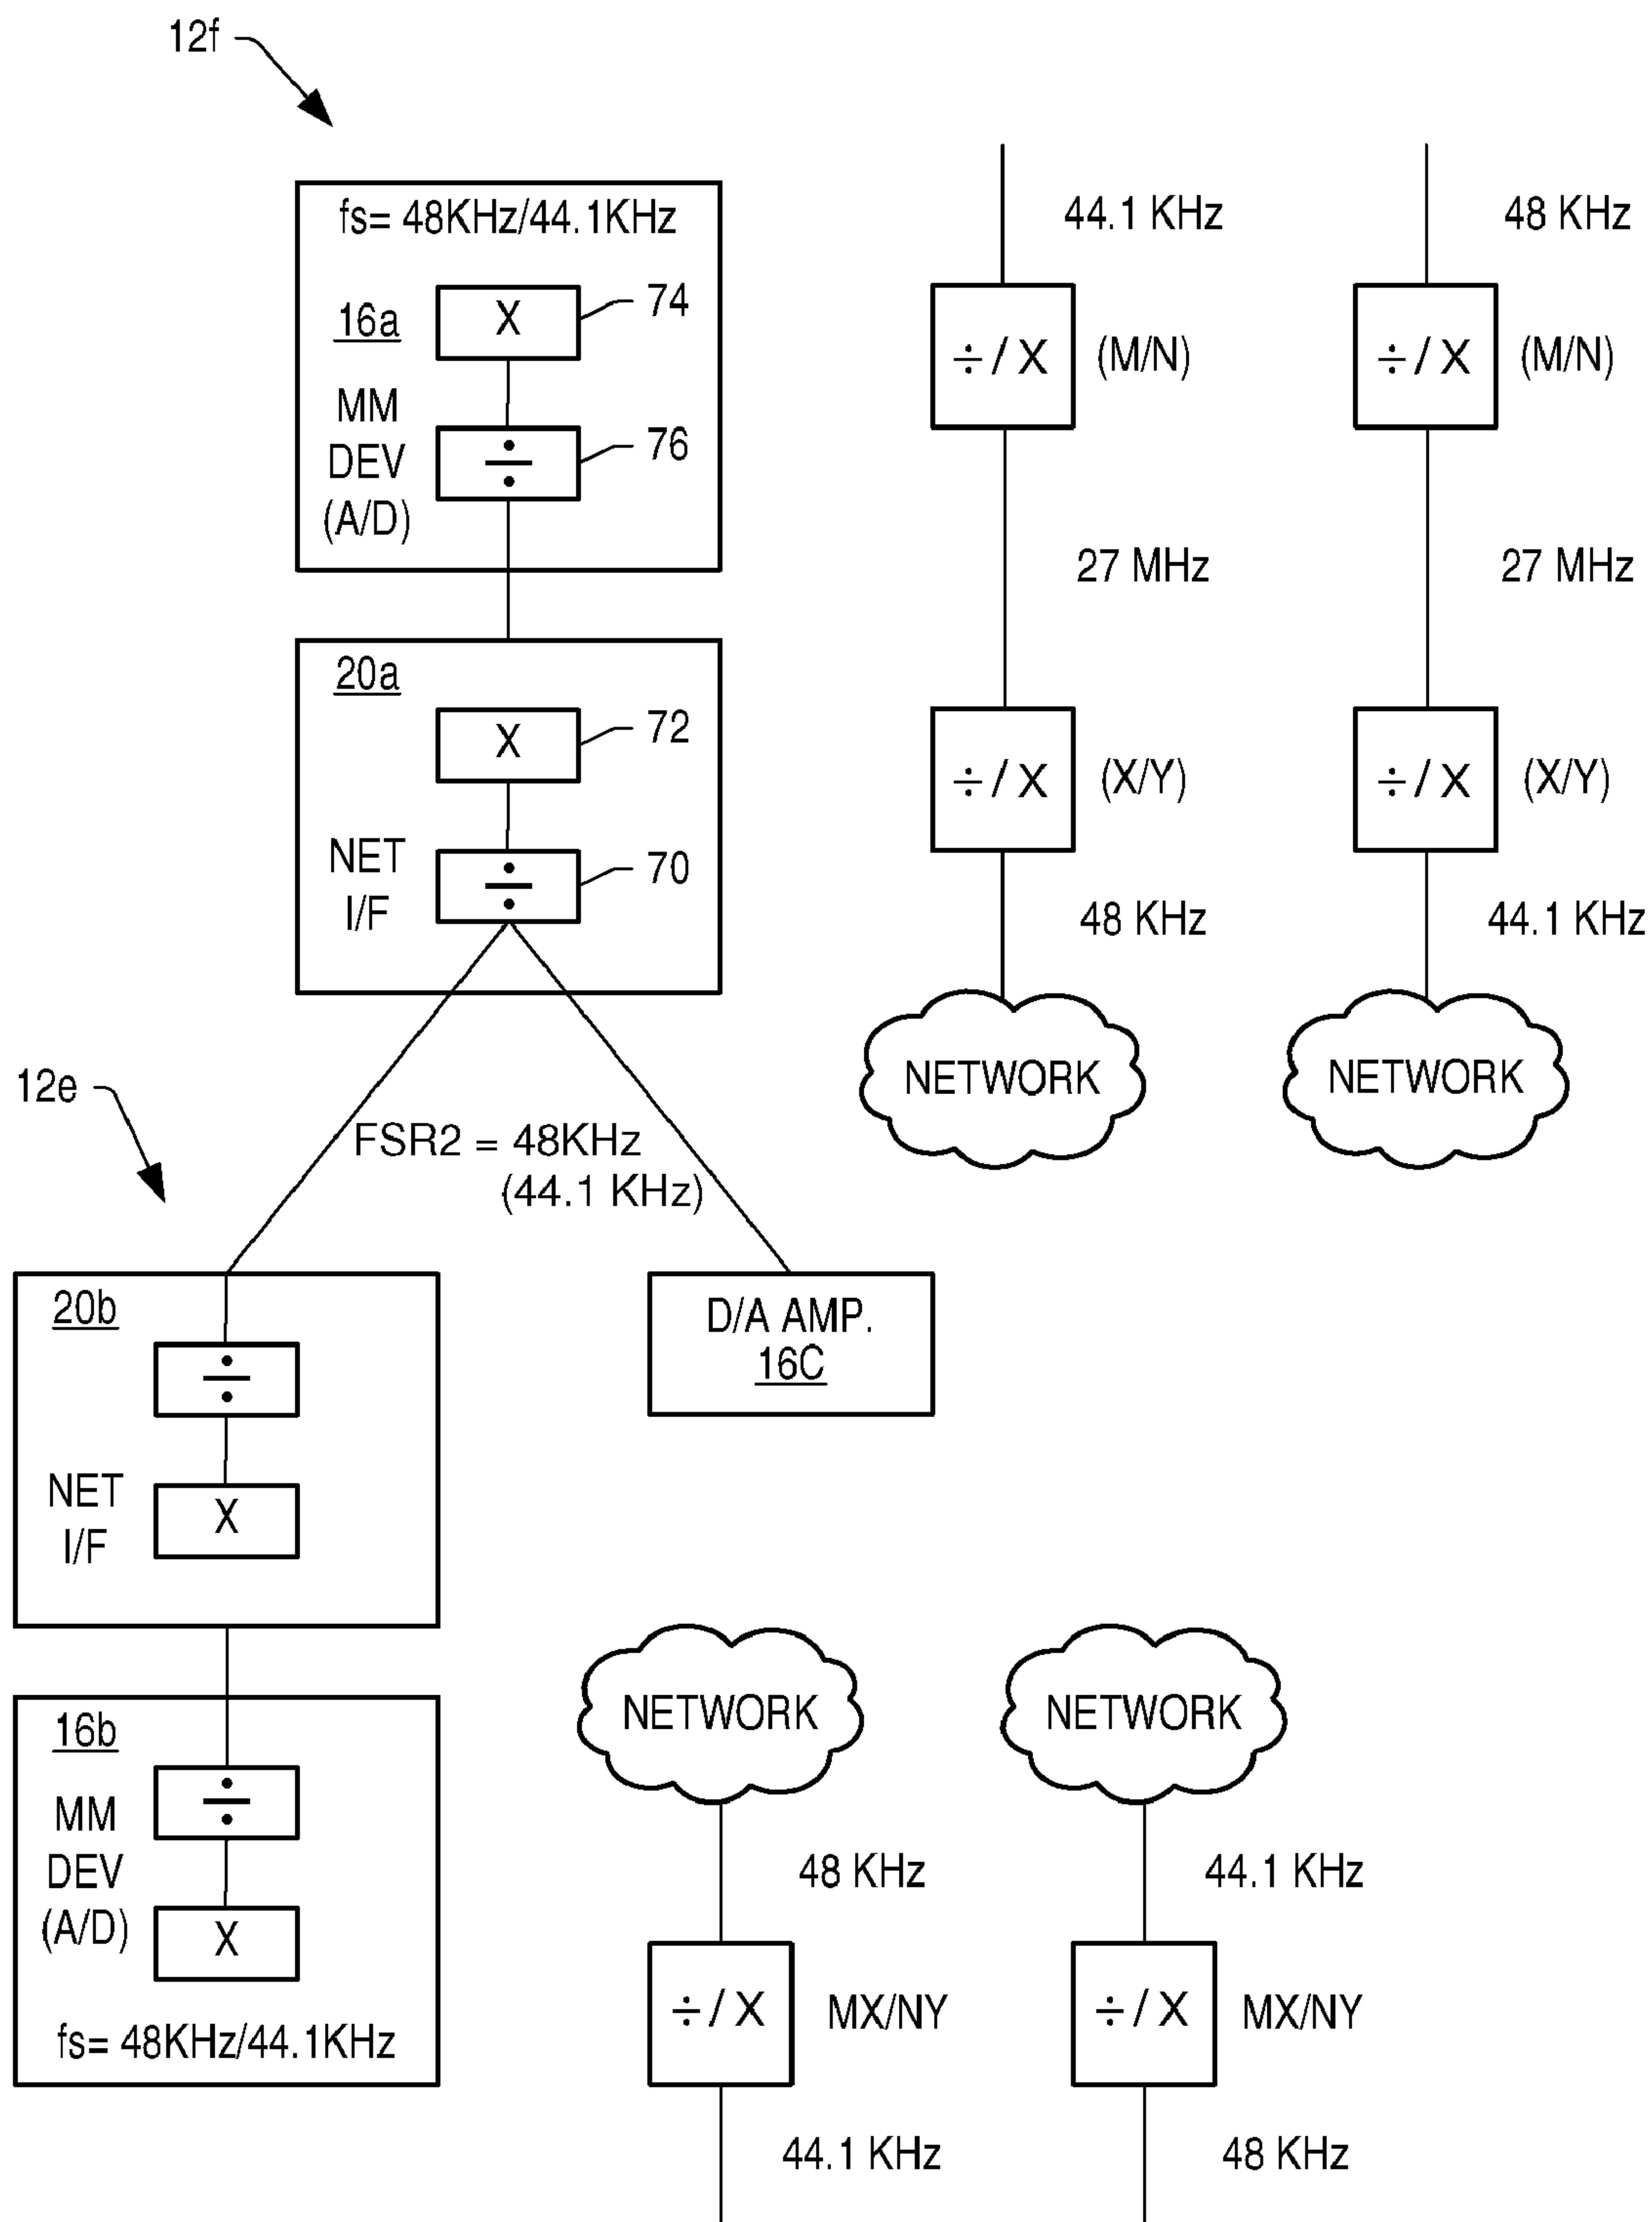 12f
fs= 48KHz/44.1KHz
16a
X
74
MM
DEV
(A/D)
÷
76
20a
X
72
NET
I/F
÷
70
44.1 KHz
÷ / X
(M/N)
27 MHz
÷ / X
(X/Y)
48 KHz
NETWORK
48 KHz
÷ / X
(M/N)
27 MHz
÷ / X
(X/Y)
44.1 KHz
NETWORK
12e
FSR2 = 48KHz
(44.1 KHz)
20b
÷
NET
I/F
X
D/A AMP.
16C
16b
÷
MM
DEV
(A/D)
X
fs= 48KHz/44.1KHz
NETWORK
48 KHz
÷ / X
MX/NY
44.1 KHz
NETWORK
44.1 KHz
÷ / X
MX/NY
48 KHz